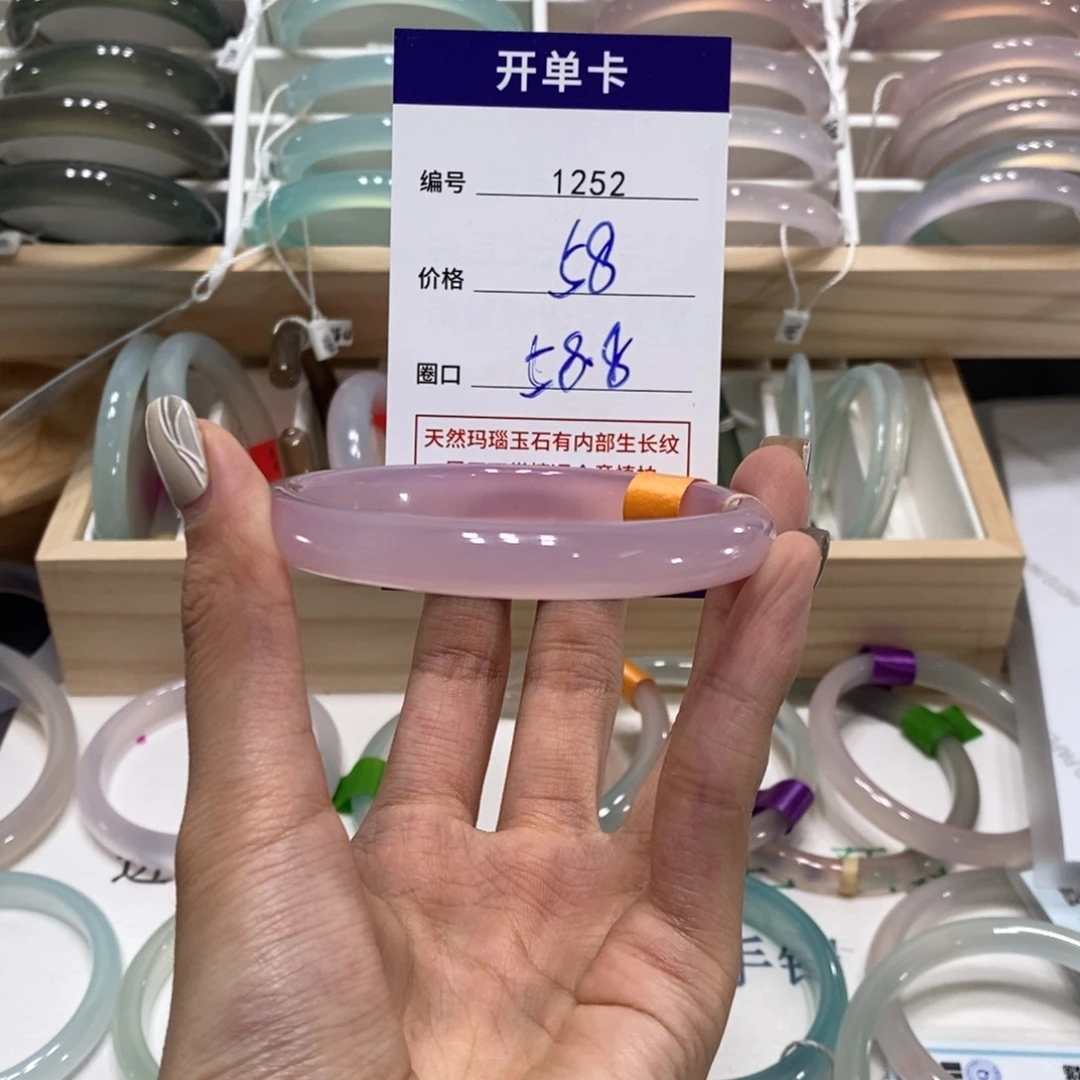 开单卡
编号 1252
价格 58
圈口 58.8
天然玛瑙玉石有内部生长纹